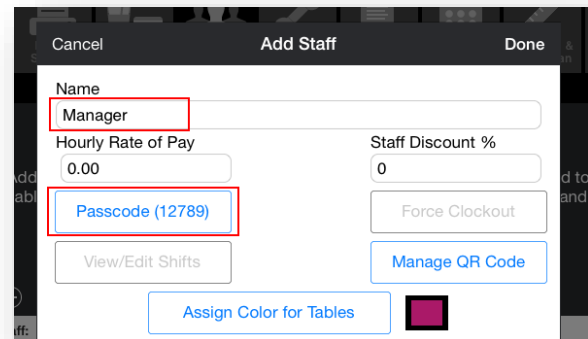 Cancel Add Staff Done
Name
Manager
Hourly Rate of Pay Staff Discount %
0.00 0
Passcode (12789) Force Clockout
View/Edit Shifts Manage QR Code
Assign Color for Tables